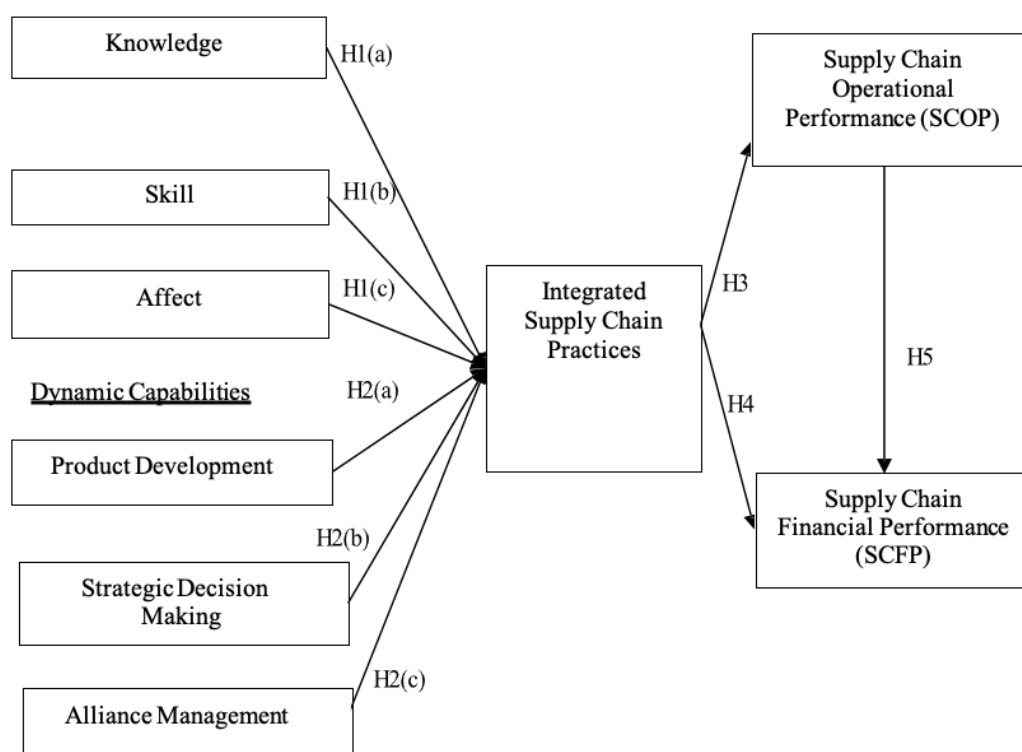 Knowledge
H1(a)
Skill
H1(b)
Affect
H1(c)
Dynamic Capabilities
H2(a)
Product Development
H2(b)
Strategic Decision
Making
H2(c)
Alliance Management
Integrated
Supply Chain
Practices
H3
H4
Supply Chain
Operational
Performance (SCOP)
H5
Supply Chain
Financial Performance
(SCFP)